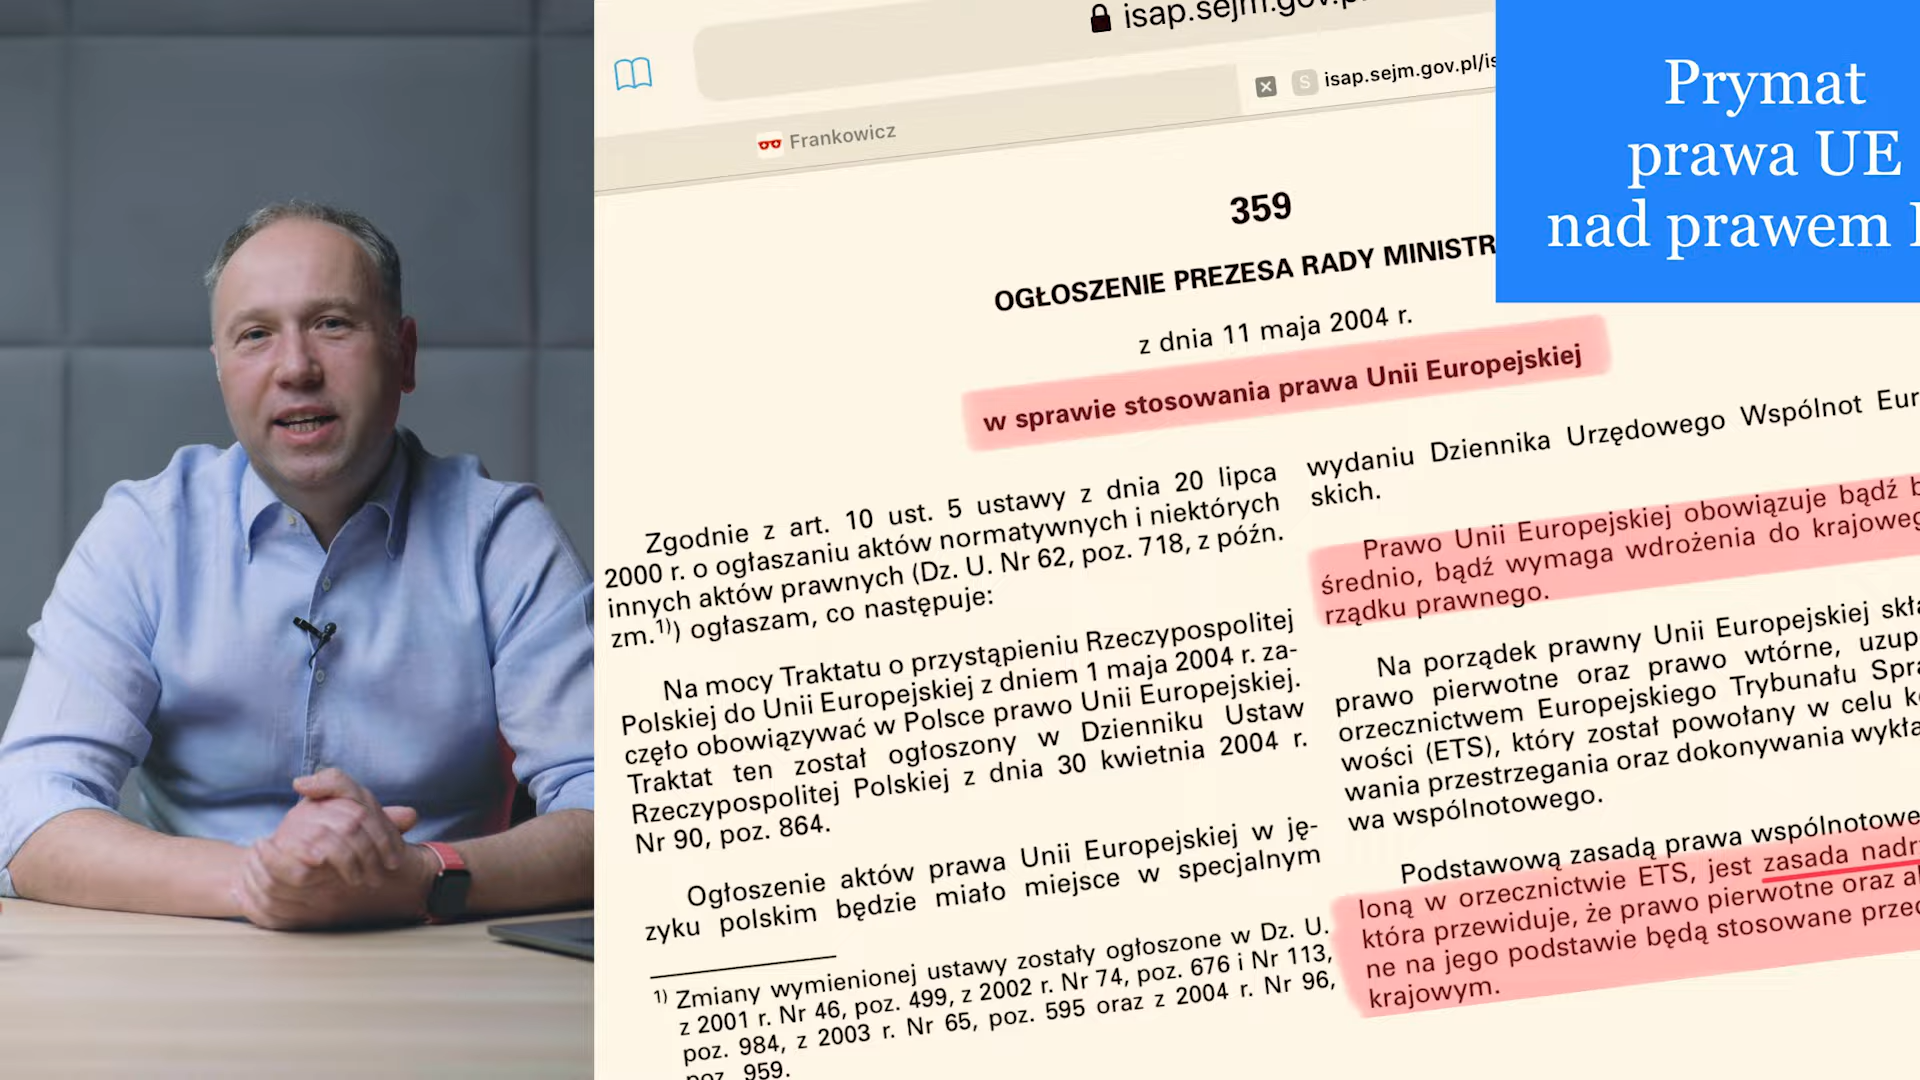 isap.sejm.gov.p
S isap.sejm.gov.pl/is
Frankowicz
Prymat
prawa UE
nad prawem
359
OGŁOSZENIE PREZESA RADY MINISTR
z dnia 11 maja 2004 r.
w sprawie stosowania prawa Unii Europejskiej
Zgodnie z art. 10 ust. 5 ustawy z dnia 20 lipca
2000 r. o ogłaszaniu aktów normatywnych i niektórych
innych aktów prawnych (Dz. U. Nr 62, poz. 718, z późn.
zm.1)) ogłaszam, co następuje:
Na mocy Traktatu o przystąpieniu Rzeczypospolitej
Polskiej do Unii Europejskiej z dniem 1 maja 2004 r. za-
częło obowiązywać w Polsce prawo Unii Europejskiej.
Traktat ten został ogłoszony w Dzienniku Ustaw
Rzeczypospolitej Polskiej z dnia 30 kwietnia 2004 r.
Nr 90, poz. 864.
Ogłoszenie aktów prawa Unii Europejskiej w ję-
zyku polskim będzie miało miejsce w specjalnym
1) Zmiany wymienionej ustawy zostały ogłoszone w Dz. U.
z 2001 r. Nr 46, poz. 499, z 2002 r. Nr 74, poz. 676 i Nr 113,
poz. 984, z 2003 r. Nr 65, poz. 595 oraz z 2004 r. Nr 96,
poz. 959.
wydaniu Dziennika Urzędowego Wspólnot Eur
skich.
Prawo Unii Europejskiej obowiązuje bądź b
średnio, bądź wymaga wdrożenia do krajoweg
rządku prawnego.
Na porządek prawny Unii Europejskiej skła
prawo pierwotne oraz prawo wtórne, uzup
orzecznictwem Europejskiego Trybunału Spra
wości (ETS), który został powołany w celu k
wania przestrzegania oraz dokonywania wykła
wa wspólnotowego.
Podstawową zasadą prawa wspólnotowe
loną w orzecznictwie ETS, jest zasada nadr
która przewiduje, że prawo pierwotne oraz a
ne na jego podstawie będą stosowane przed
krajowym.